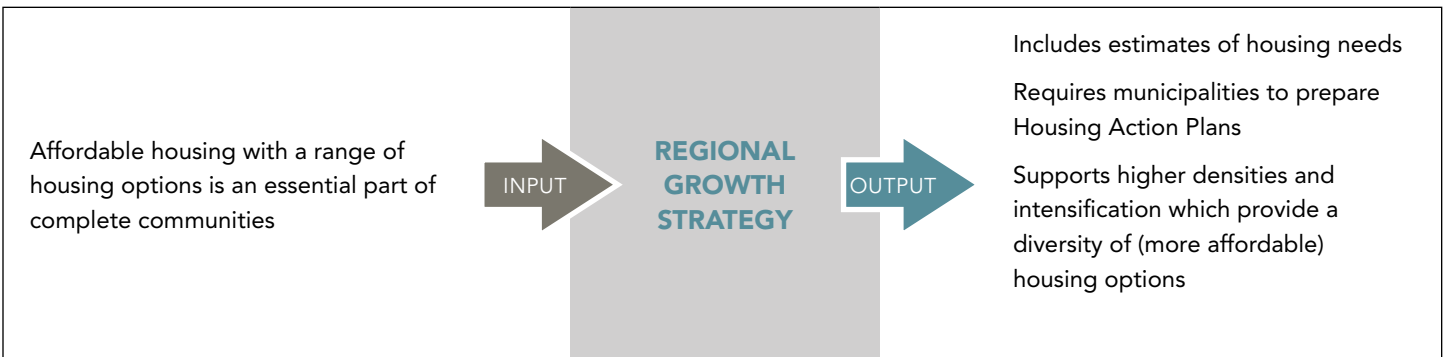 Affordable housing with a range of
housing options is an essential part of
complete communities
INPUT
REGIONAL
GROWTH
STRATEGY
OUTPUT
Includes estimates of housing needs
Requires municipalities to prepare
Housing Action Plans
Supports higher densities and
intensification which provide a
diversity of (more affordable)
housing options